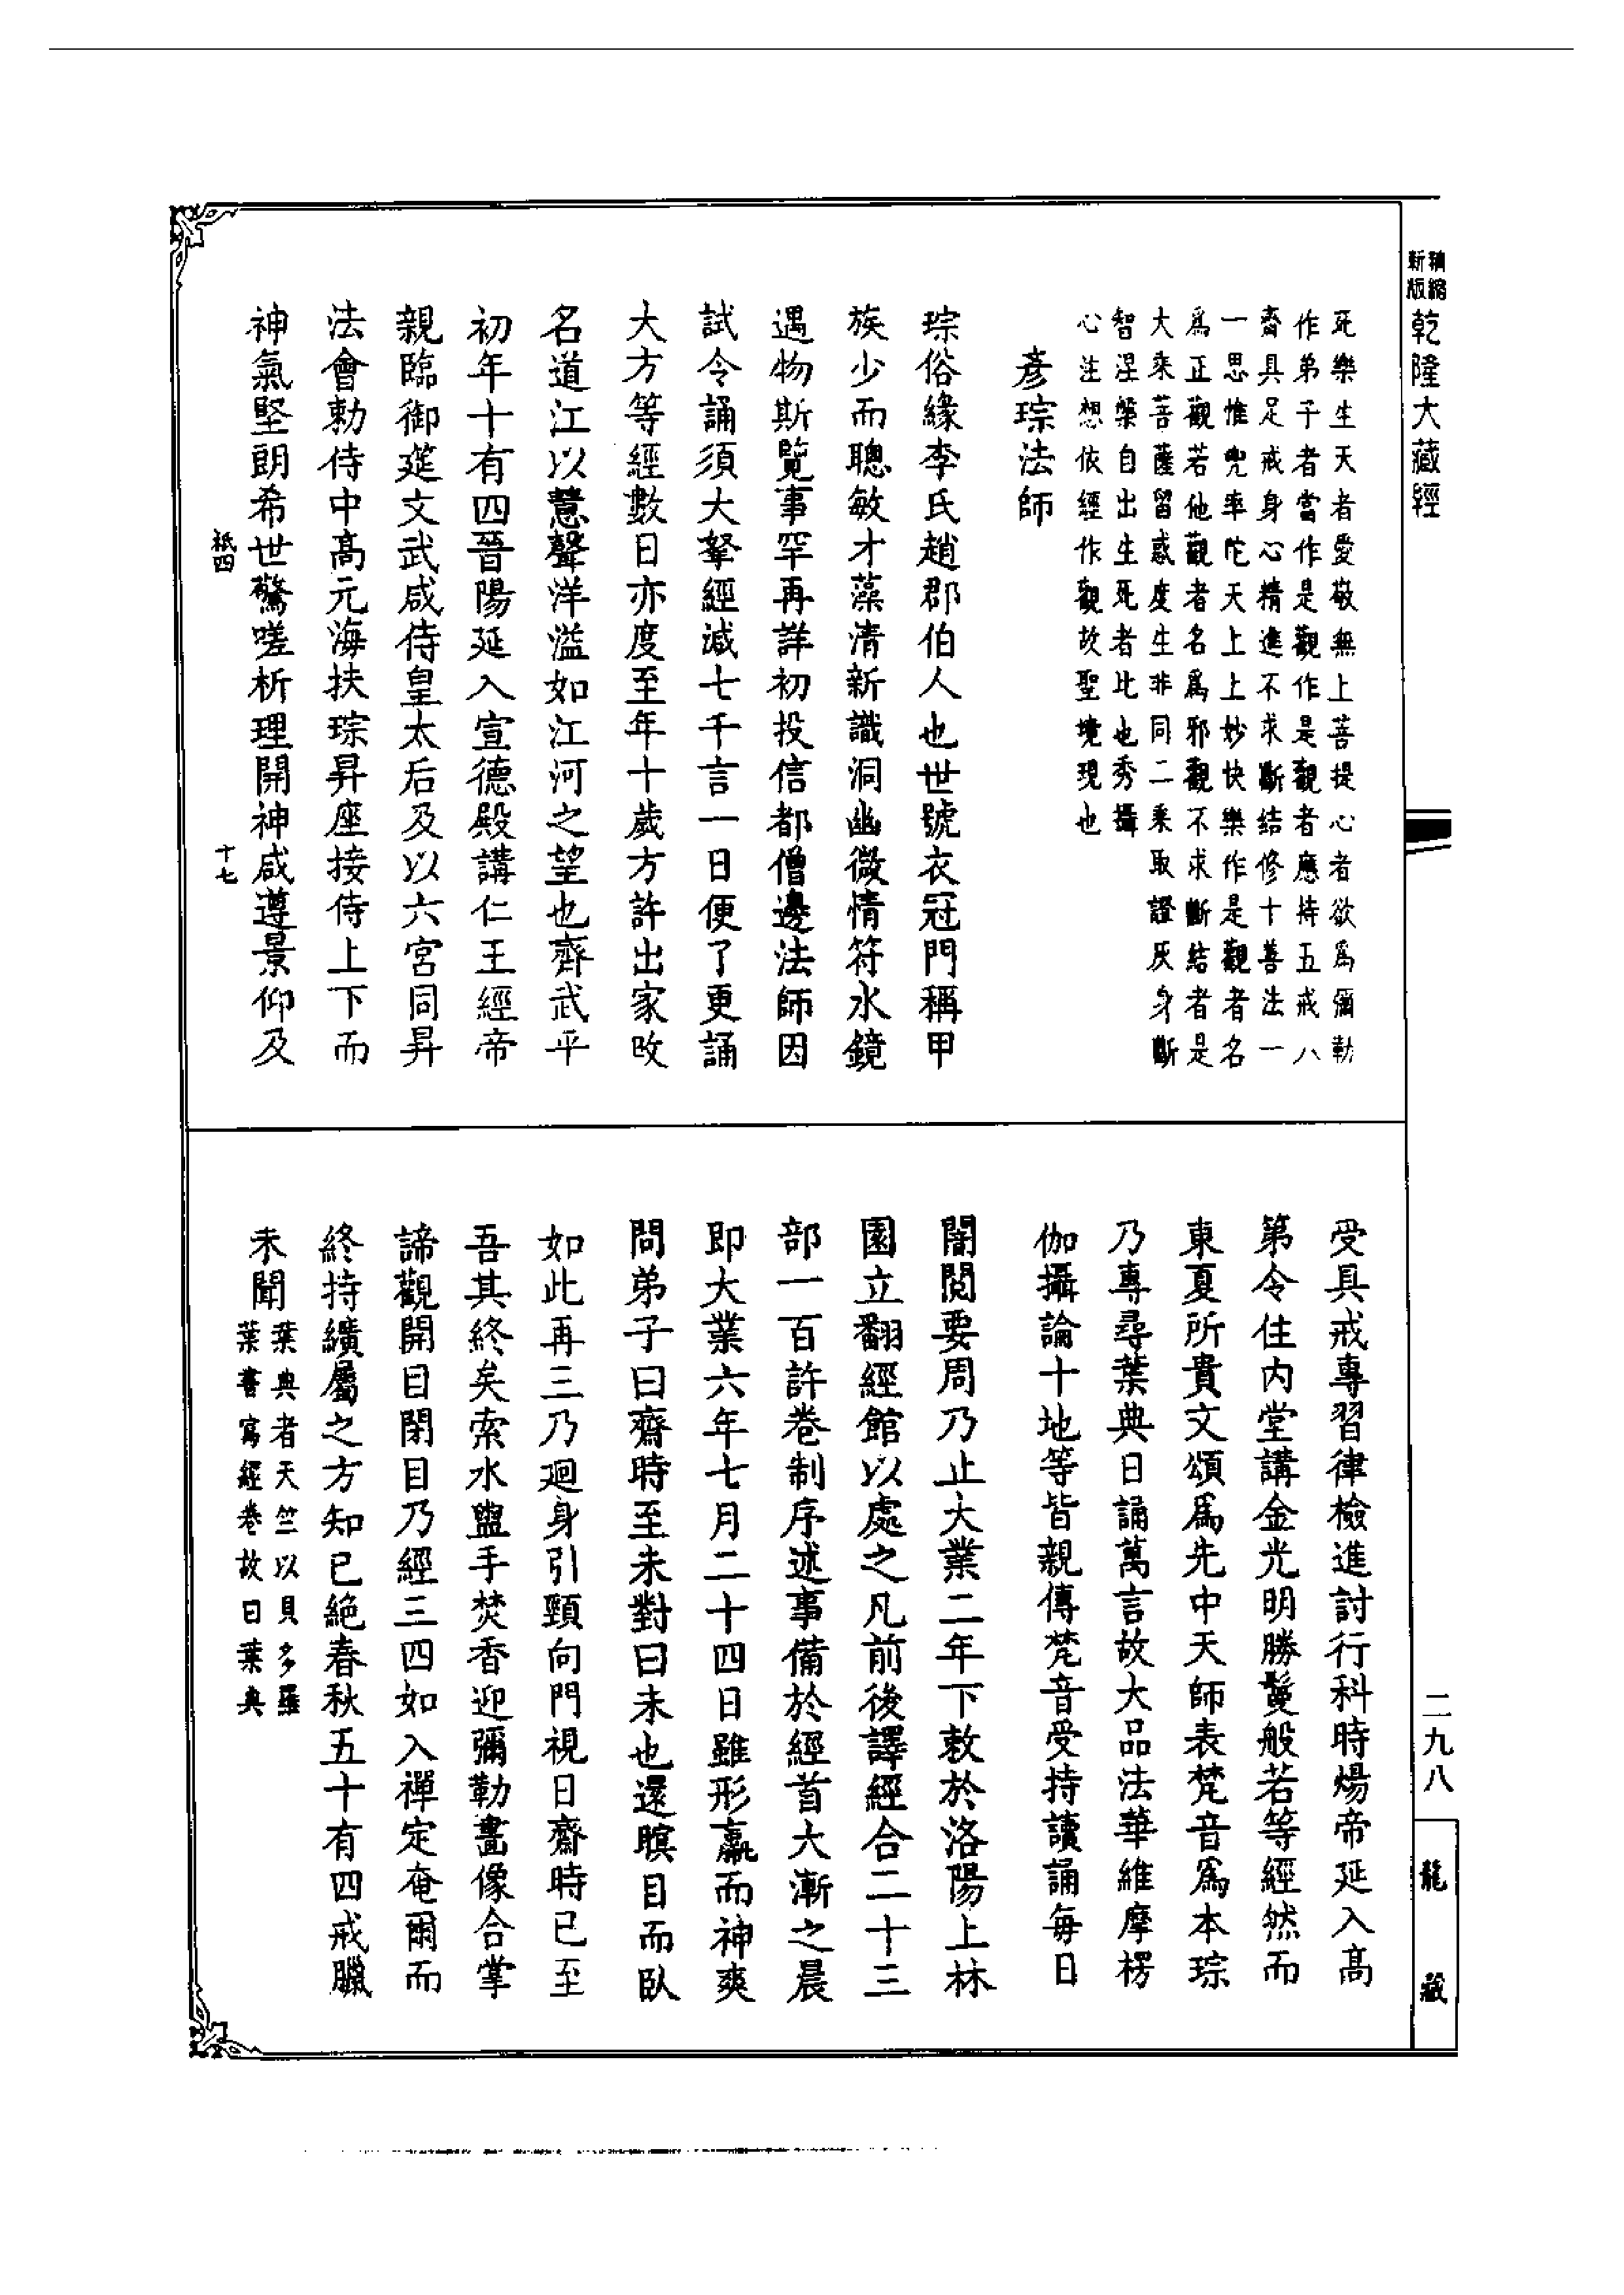 精縮
新版
乾隆大藏經
死樂生天者愛敬無上菩提心者欲爲彌勒
作弟子者當作是觀作是觀者應持五戒八
齋具足戒身心精進不求斷結修十善法一
一思惟兜率陀天上上妙快樂作是觀者名
爲正觀若他觀者名爲邪觀不求斷結者是
大乘菩薩留惑度生非同二乘取證灰身斷
智涅槃自出生死者比也秀攝
心注想依經作觀故聖境現也
彥琮法師
琮俗緣李氏趙郡伯人也世號衣冠門稱甲
族少而聰敏才藻清新識洞幽微情符水鏡
遇物斯覽事罕再詳初投信都僧邊法師因
試令誦須大拏經減七千言一日便了更誦
大方等經數日亦度至年十歲方許出家改
名道江以慧聲洋溢如江河之望也齊武平
初年十有四晉陽延入宣德殿講仁王經帝
親臨御筵文武咸侍皇太后及以六宮同昇
法會勅侍中高元海扶琮昇座接侍上下而
神氣堅朗希世驚嗟析理開神咸遵景仰及
祇四
十七
受具戒專習律檢進討行科時煬帝延入高
第令住內堂講金光明勝鬘般若等經然而
東夏所貴文頌爲先中天師表梵音爲本琮
乃專尋葉典日誦萬言故大品法華維摩楞
伽攝論十地等皆親傳梵音受持讀誦每日
闇閱要周乃止大業二年下敕於洛陽上林
園立翻經館以處之凡前後譯經合二十三
部一百許卷制序述事備於經首大漸之晨
即大業六年七月二十四日雖形羸而神爽
問弟子曰齋時至未對曰未也還瞑目而臥
如此再三乃迴身引頸向門視日齋時已至
吾其終矣索水盥手焚香迎彌勒畫像合掌
諦觀開目閉目乃經三四如入禪定奄爾而
終持纊屬之方知已絕春秋五十有四戒臘
未聞
葉典者天竺以貝多羅
葉書寫經卷故曰葉典
二九八
龍藏